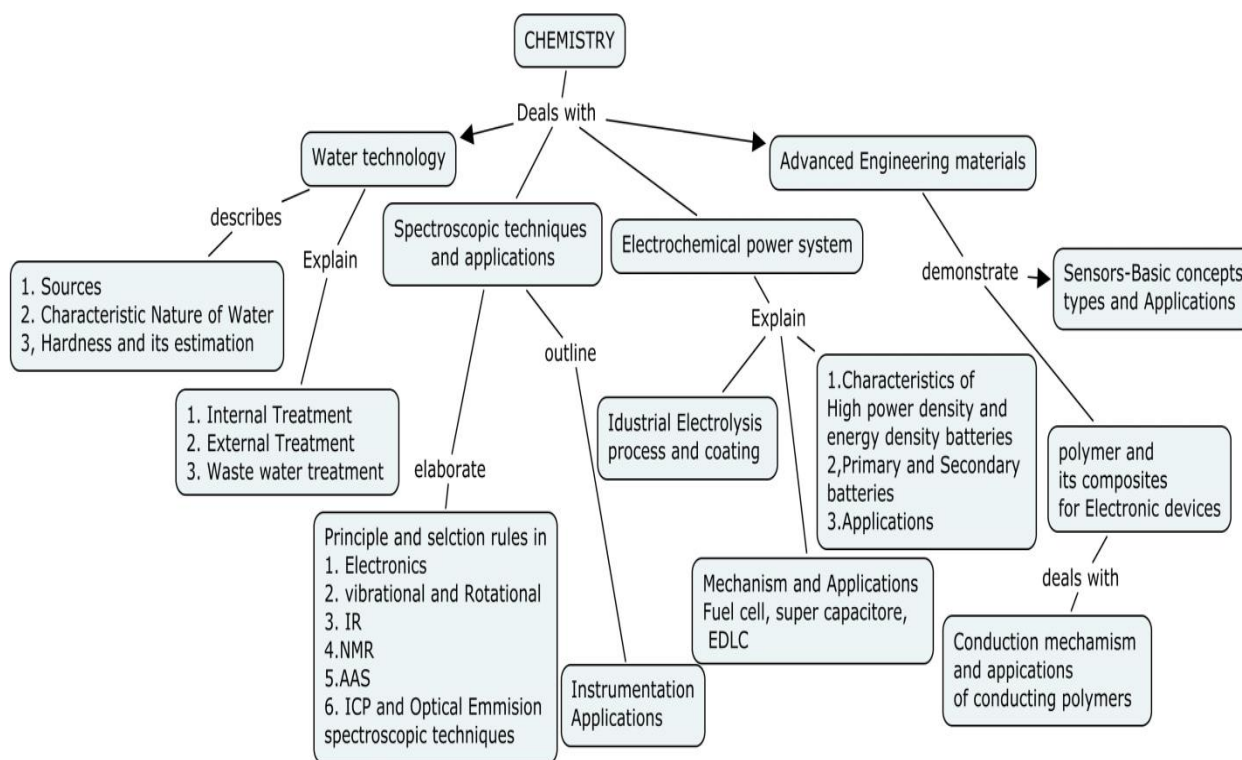 CHEMISTRY
Deals with
Water technology
Advanced Engineering materials
describes
Explain
Spectroscopic techniques
and applications
Electrochemical power system
demonstrate
Sensors-Basic concepts
types and Applications
1. Sources
2. Characteristic Nature of Water
3, Hardness and its estimation
Explain
outline
1. Internal Treatment
2. External Treatment
3. Waste water treatment
Idustrial Electrolysis
process and coating
1.Characteristics of
High power density and
energy density batteries
2,Primary and Secondary
batteries
3.Applications
polymer and
its composites
for Electronic devices
elaborate
Principle and selction rules in
1. Electronics
2. vibrational and Rotational
3. IR
4.NMR
5.AAS
6. ICP and Optical Emmision
spectroscopic techniques
Instrumentation
Applications
Mechanism and Applications
Fuel cell, super capacitore,
EDLC
deals with
Conduction mechamism
and appications
of conducting polymers